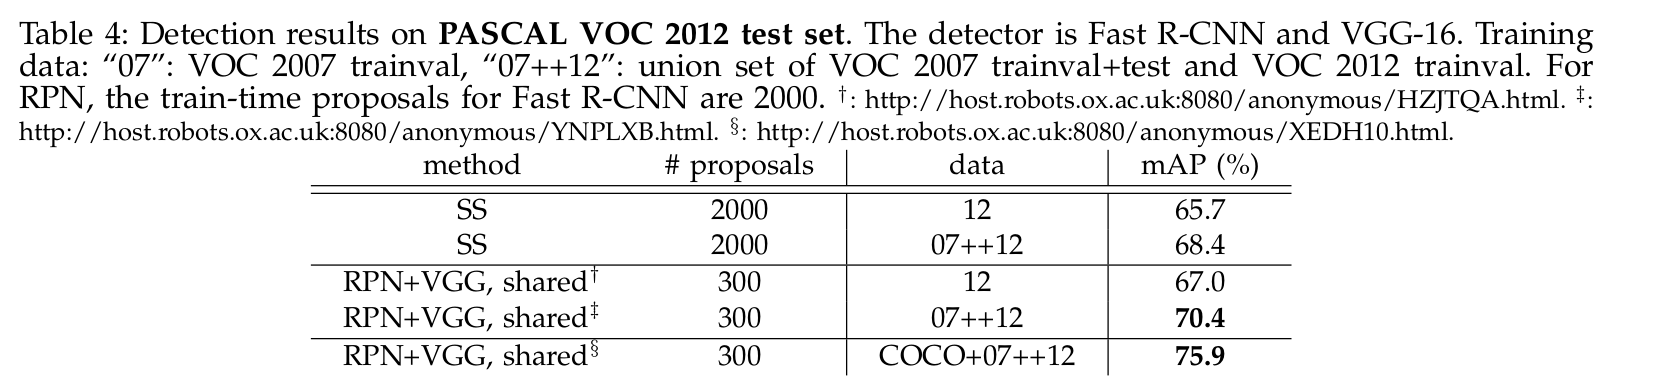 Table 4: Detection results on PASCAL VOC 2012 test set. The detector is Fast R-CNN and VGG-16. Training
data: “07”: VOC 2007 trainval, “07++12”: union set of VOC 2007 trainval+test and VOC 2012 trainval. For
RPN, the train-time proposals for Fast R-CNN are 2000. †: http://host.robots.ox.ac.uk:8080/anonymous/HZJTQA.html. ‡:
http://host.robots.ox.ac.uk:8080/anonymous/YNPLXB.html. §: http://host.robots.ox.ac.uk:8080/anonymous/XEDH10.html.
method # proposals data mAP (%)
SS 2000 12 65.7
SS 2000 07++12 68.4
RPN+VGG, shared† 300 12 67.0
RPN+VGG, shared‡ 300 07++12 70.4
RPN+VGG, shared§ 300 COCO+07++12 75.9